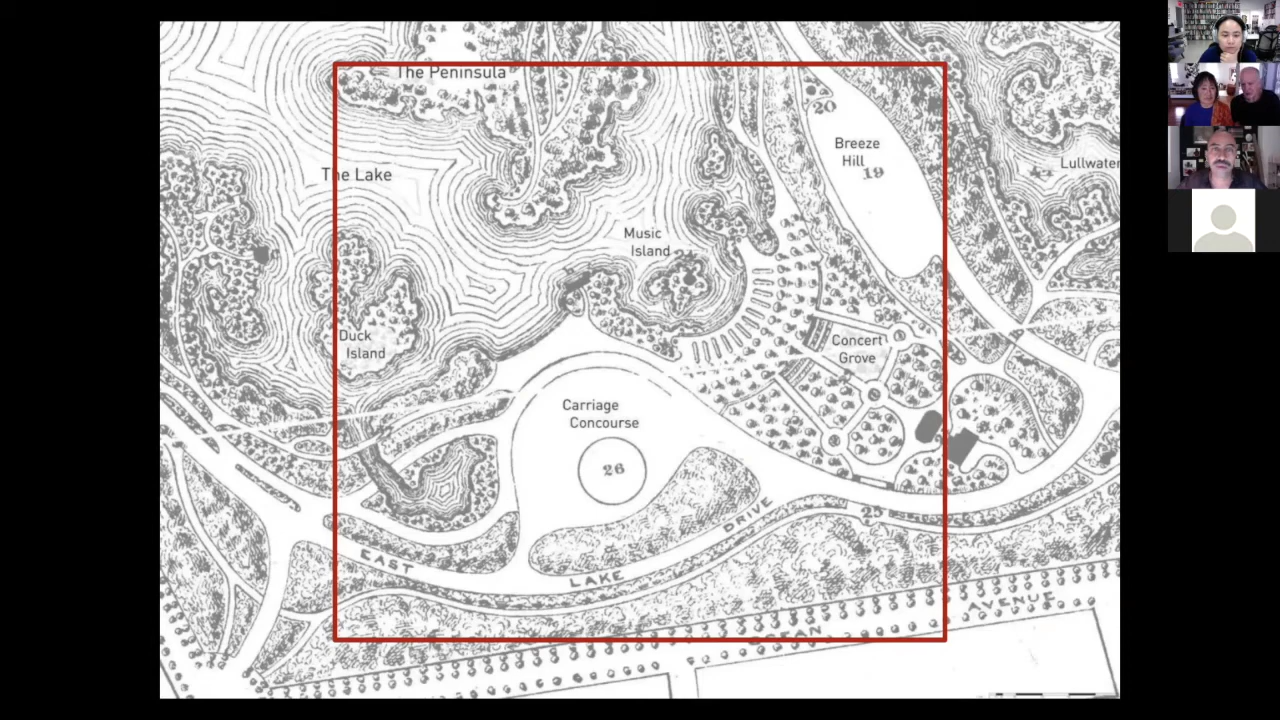 The Peninsula
20
Breeze
Hill
19
The Lake
Lullwater
Music
Island
Duck
Island
Concert
Grove
Carriage
Concourse
26
25
EAST LAKE DRIVE
OCEAN AVENUE